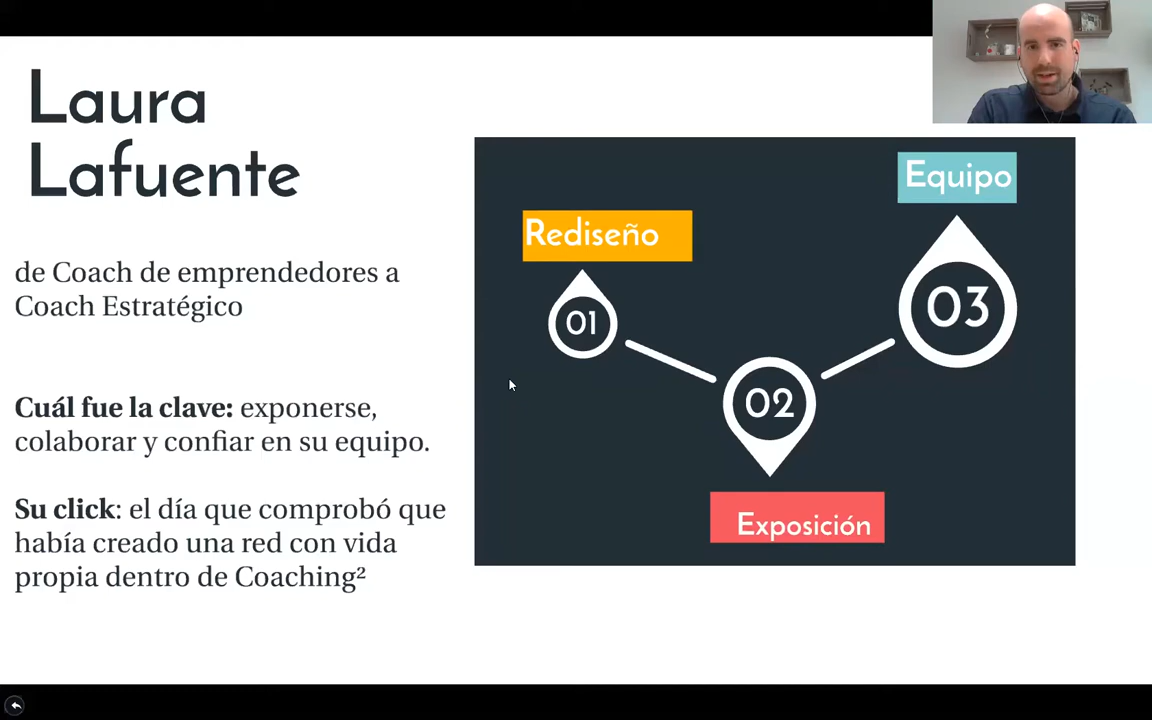 Laura
Lafuente
de Coach de emprendedores a
Coach Estratégico
Cuál fue la clave: exponerse,
colaborar y confiar en su equipo.
Su click: el día que comprobó que
había creado una red con vida
propia dentro de Coaching²
Rediseño
01
02
Exposición
Equipo
03